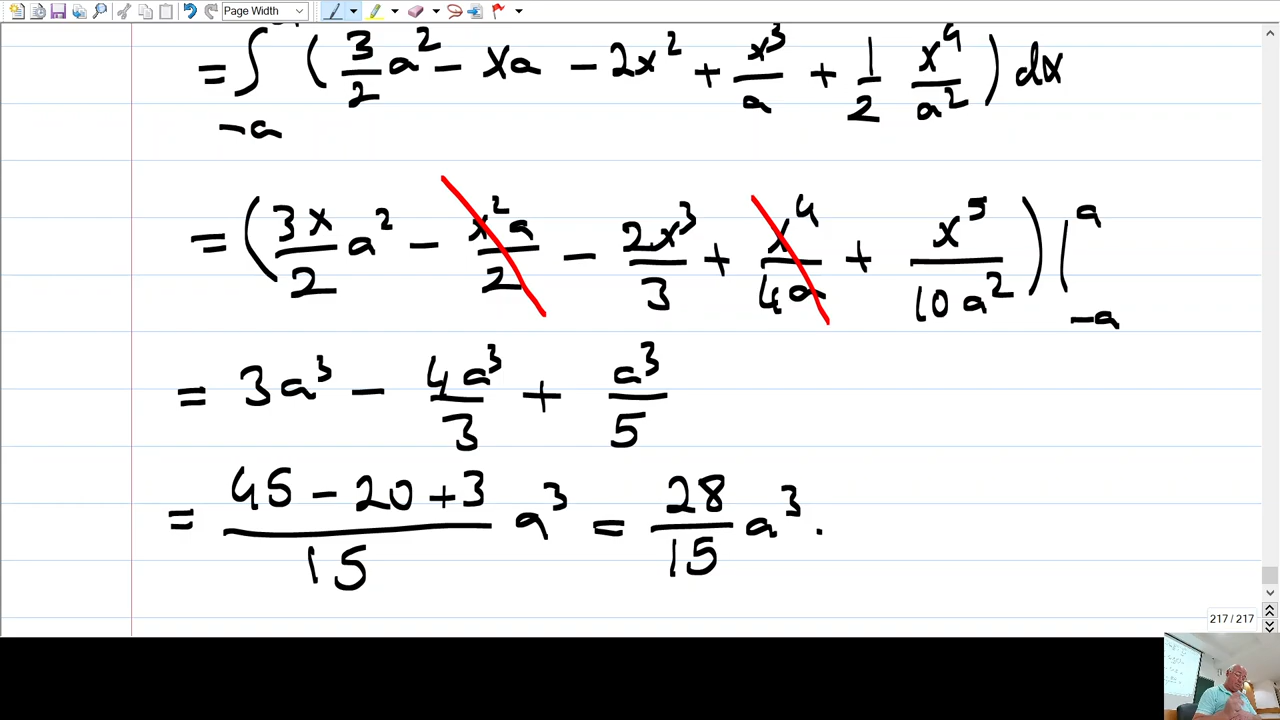 Page Width
= ∫_{-a} ( 3/2 a² − xa − 2x² + x³/a + 1/2 x⁴/a² ) dx
= ( 3x/2 a² − x²a/2 − 2x³/3 + x⁴/4a + x⁵/10a² ) |_{-a}^{a}
= 3a³ − 4a³/3 + a³/5
= (45 − 20 + 3)/15 a³ = 28/15 a³.
217 / 217